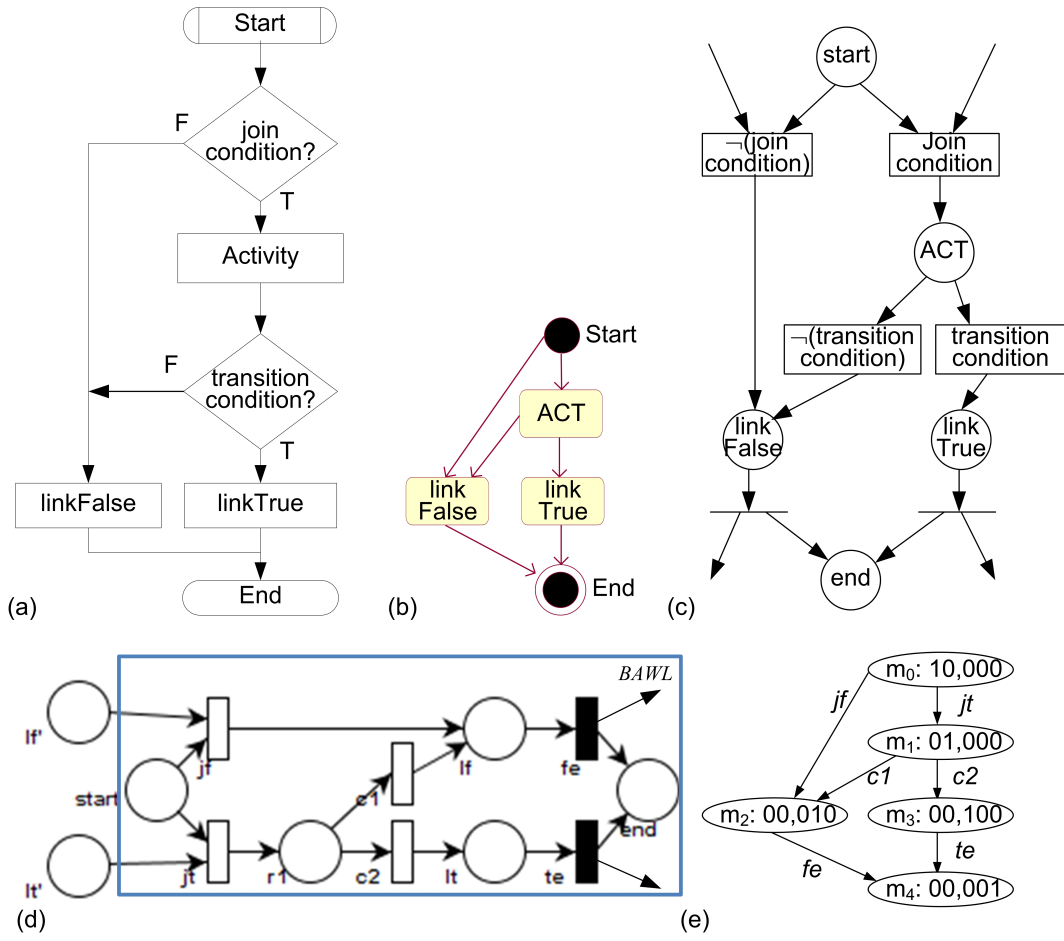 Start
F
join
condition?
T
Activity
F
transition
condition?
T
linkFalse
linkTrue
End
(a)
Start
ACT
link
False
link
True
End
(b)
start
¬(join
condition)
Join
condition
ACT
¬(transition
condition)
transition
condition
link
False
link
True
end
(c)
BAWL
lf'
jf
lf
fe
c1
start
end
lt'
jt
r1
c2
lt
te
(d)
m0: 10,000
jf
jt
m1: 01,000
c1
c2
m2: 00,010
m3: 00,100
fe
te
m4: 00,001
(e)